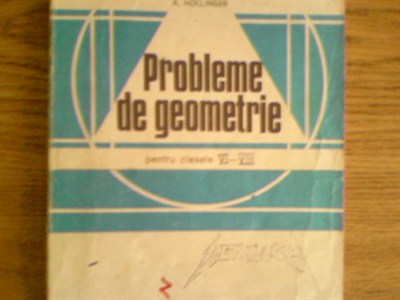 A. HOLLINGER
Probleme
de geometrie
pentru clasele VI-VIII